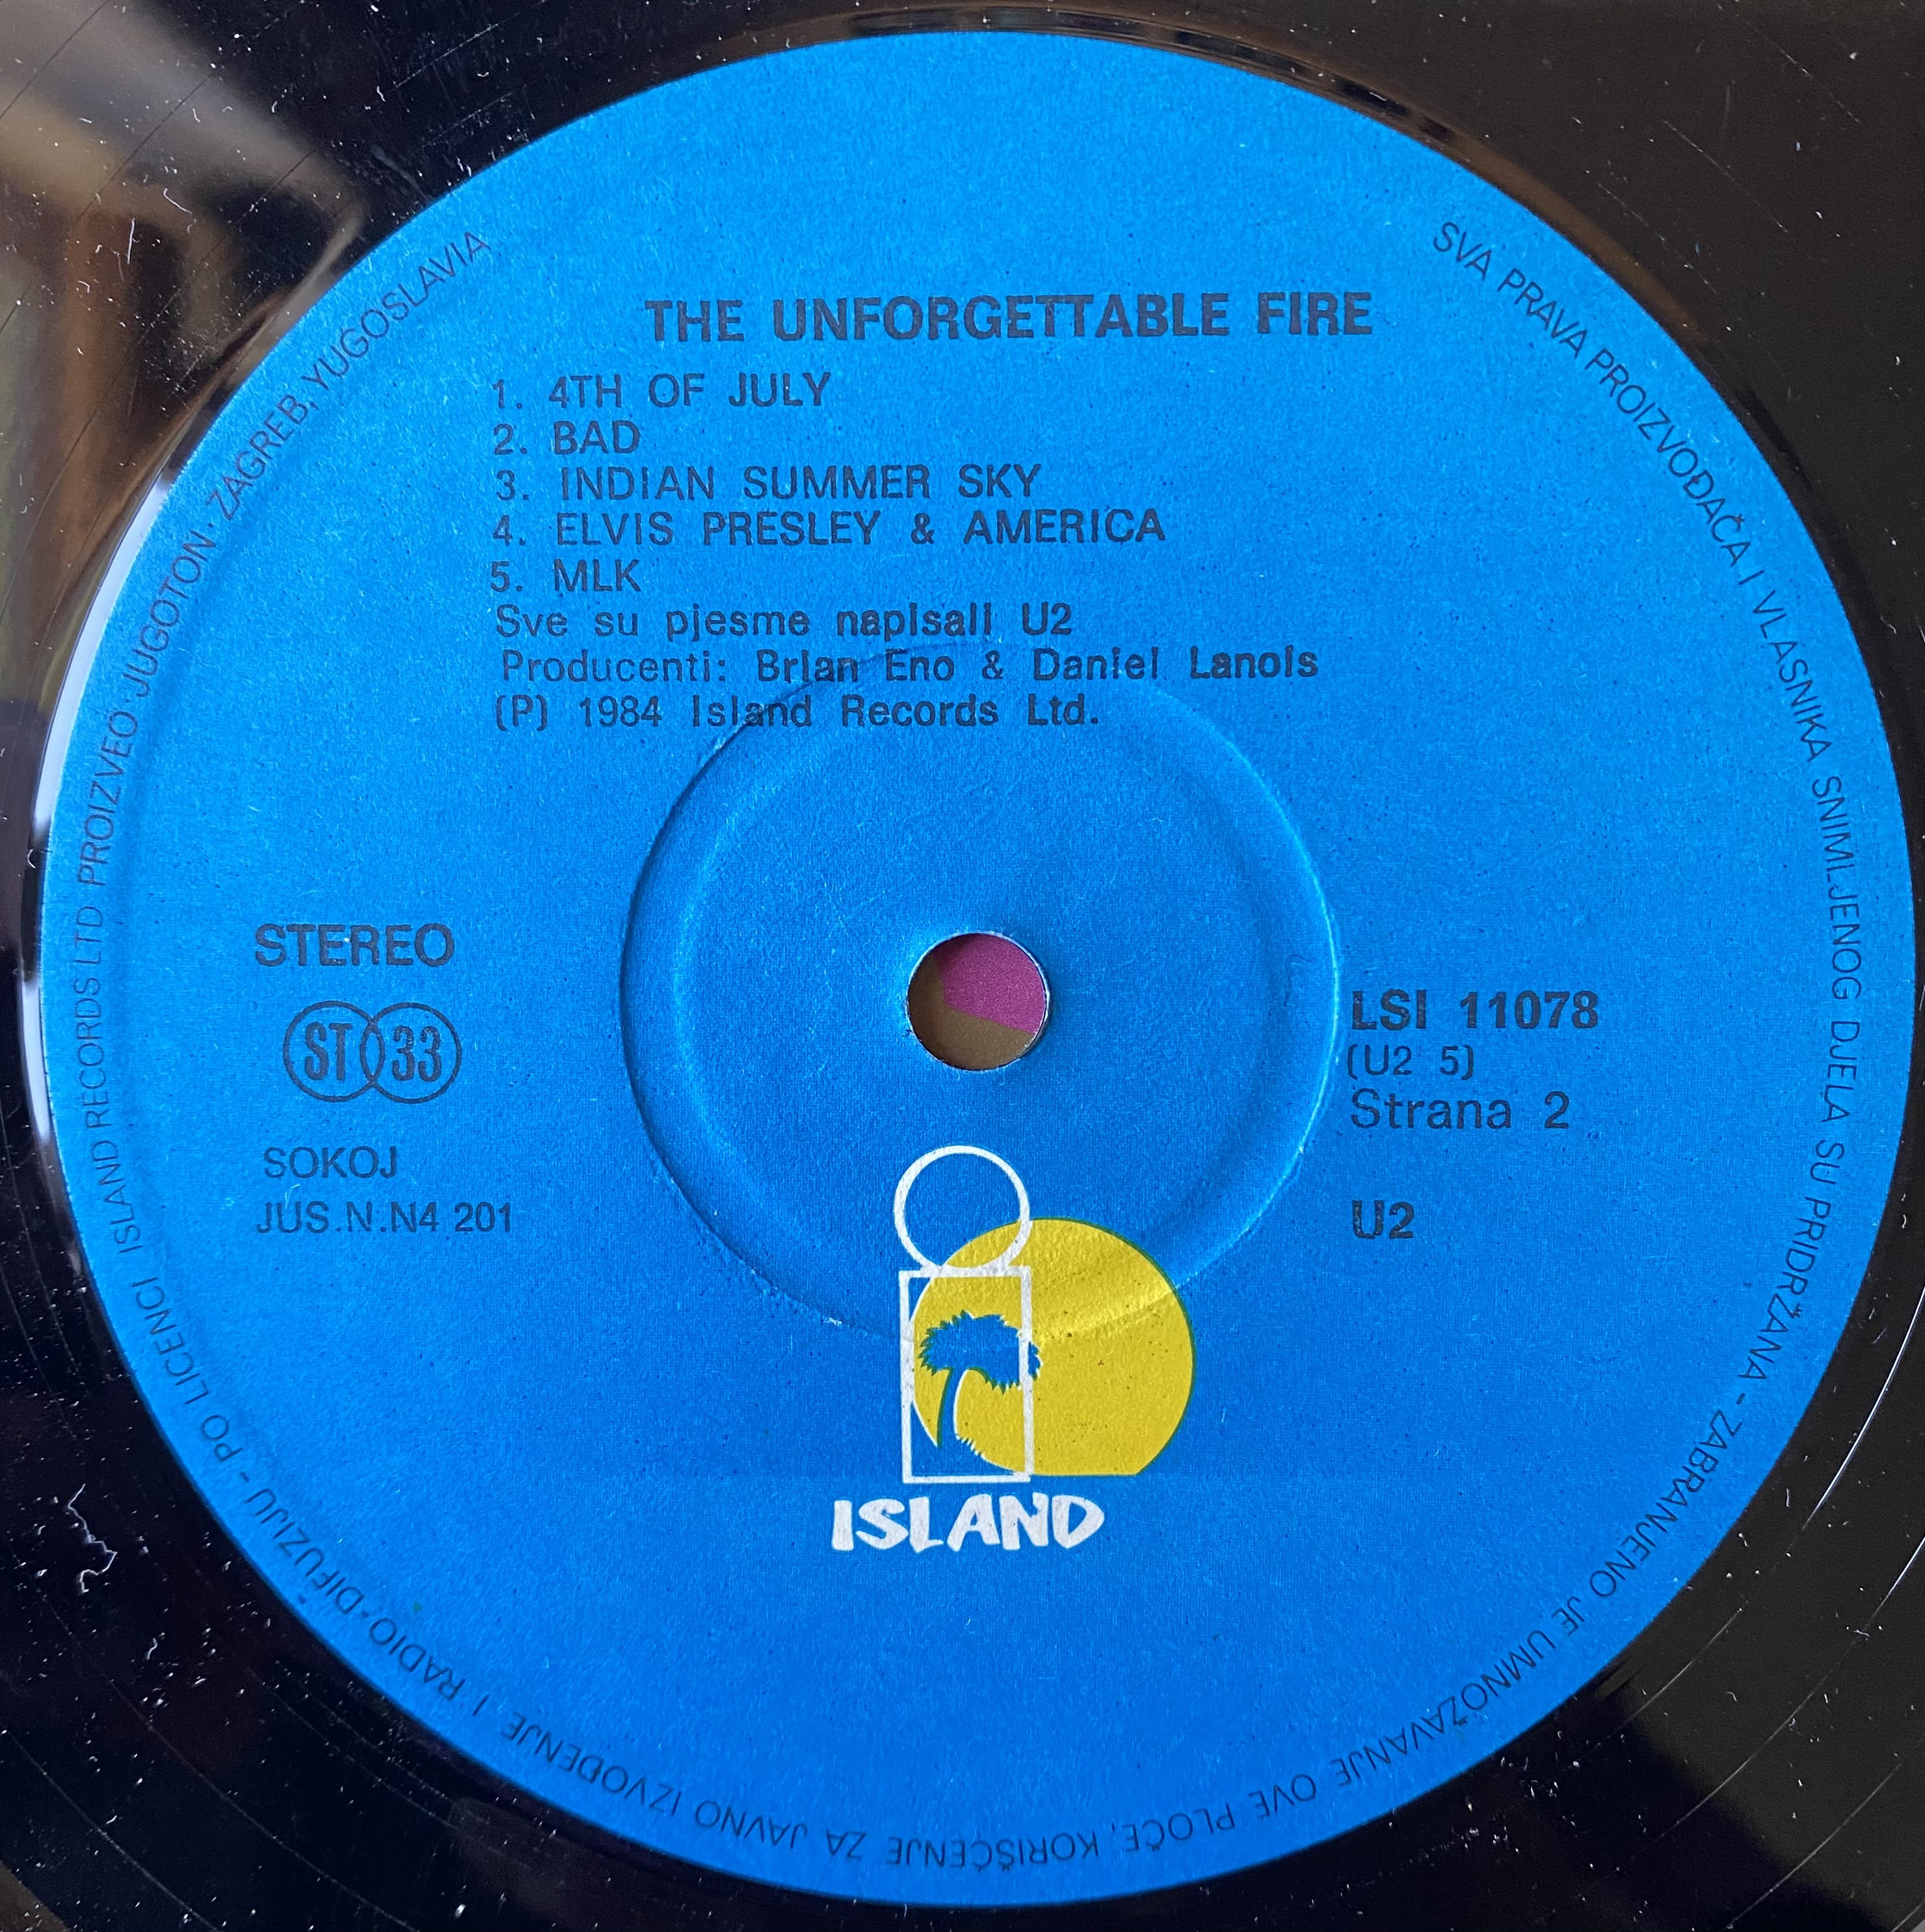 THE UNFORGETTABLE FIRE
1. 4TH OF JULY
2. BAD
3. INDIAN SUMMER SKY
4. ELVIS PRESLEY & AMERICA
5. MLK
Sve su pjesme napisali U2
Producenti: Brian Eno & Daniel Lanois
(P) 1984 Island Records Ltd.
STEREO
ST 33
SOKOJ
JUS.N.N4 201
LSI 11078
(U2 5)
Strana 2
U2
ISLAND
SVA PRAVA PROIZVOĐAČA I VLASNIKA SNIMLJENOG DJELA SU PRIDRŽANA - ZABRANJENO JE UMNOŽAVANJE OVE PLOČE, KORIŠĆENJE ZA JAVNO IZVOĐENJE I RADIO-DIFUZIJU - PO LICENCI ISLAND RECORDS LTD PROIZVEO · JUGOTON · ZAGREB, YUGOSLAVIA